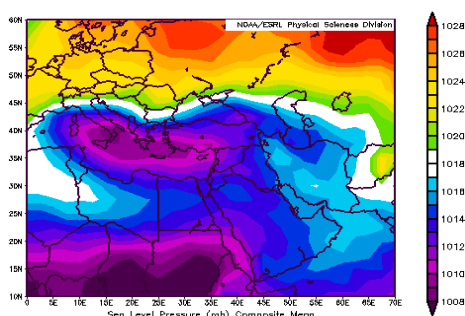 NOAA/ESRL Physical Sciences Division
60N
55N
50N
45N
40N
35N
30N
25N
20N
15N
10N
0 5E 10E 15E 20E 25E 30E 35E 40E 45E 50E 55E 60E 65E 70E
Sea Level Pressure (mb) Composite Mean
1028
1026
1024
1022
1020
1018
1016
1014
1012
1010
1008